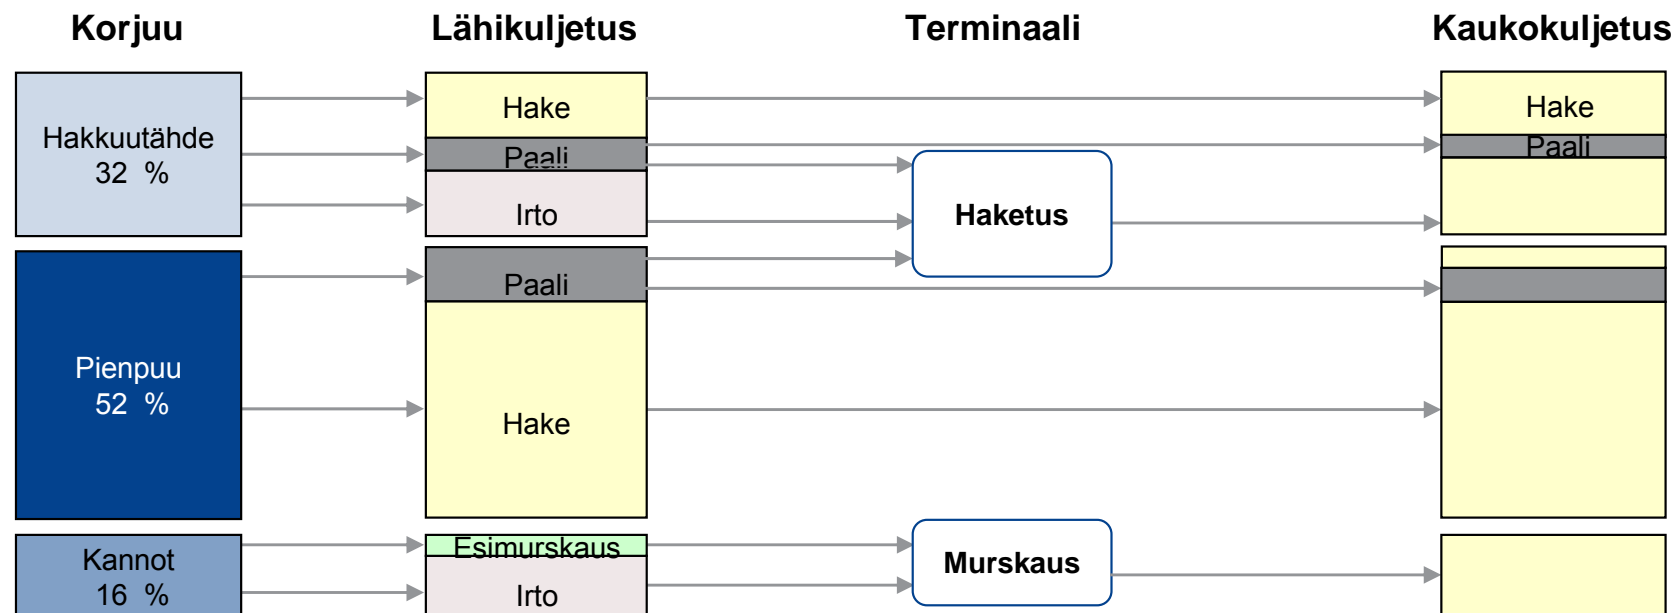 Korjuu
Lähikuljetus
Terminaali
Kaukokuljetus
Hakkuutähde
32 %
Hake
Paali
Irto
Haketus
Hake
Paali
Pienpuu
52 %
Paali
Hake
Kannot
16 %
Esimurskaus
Irto
Murskaus